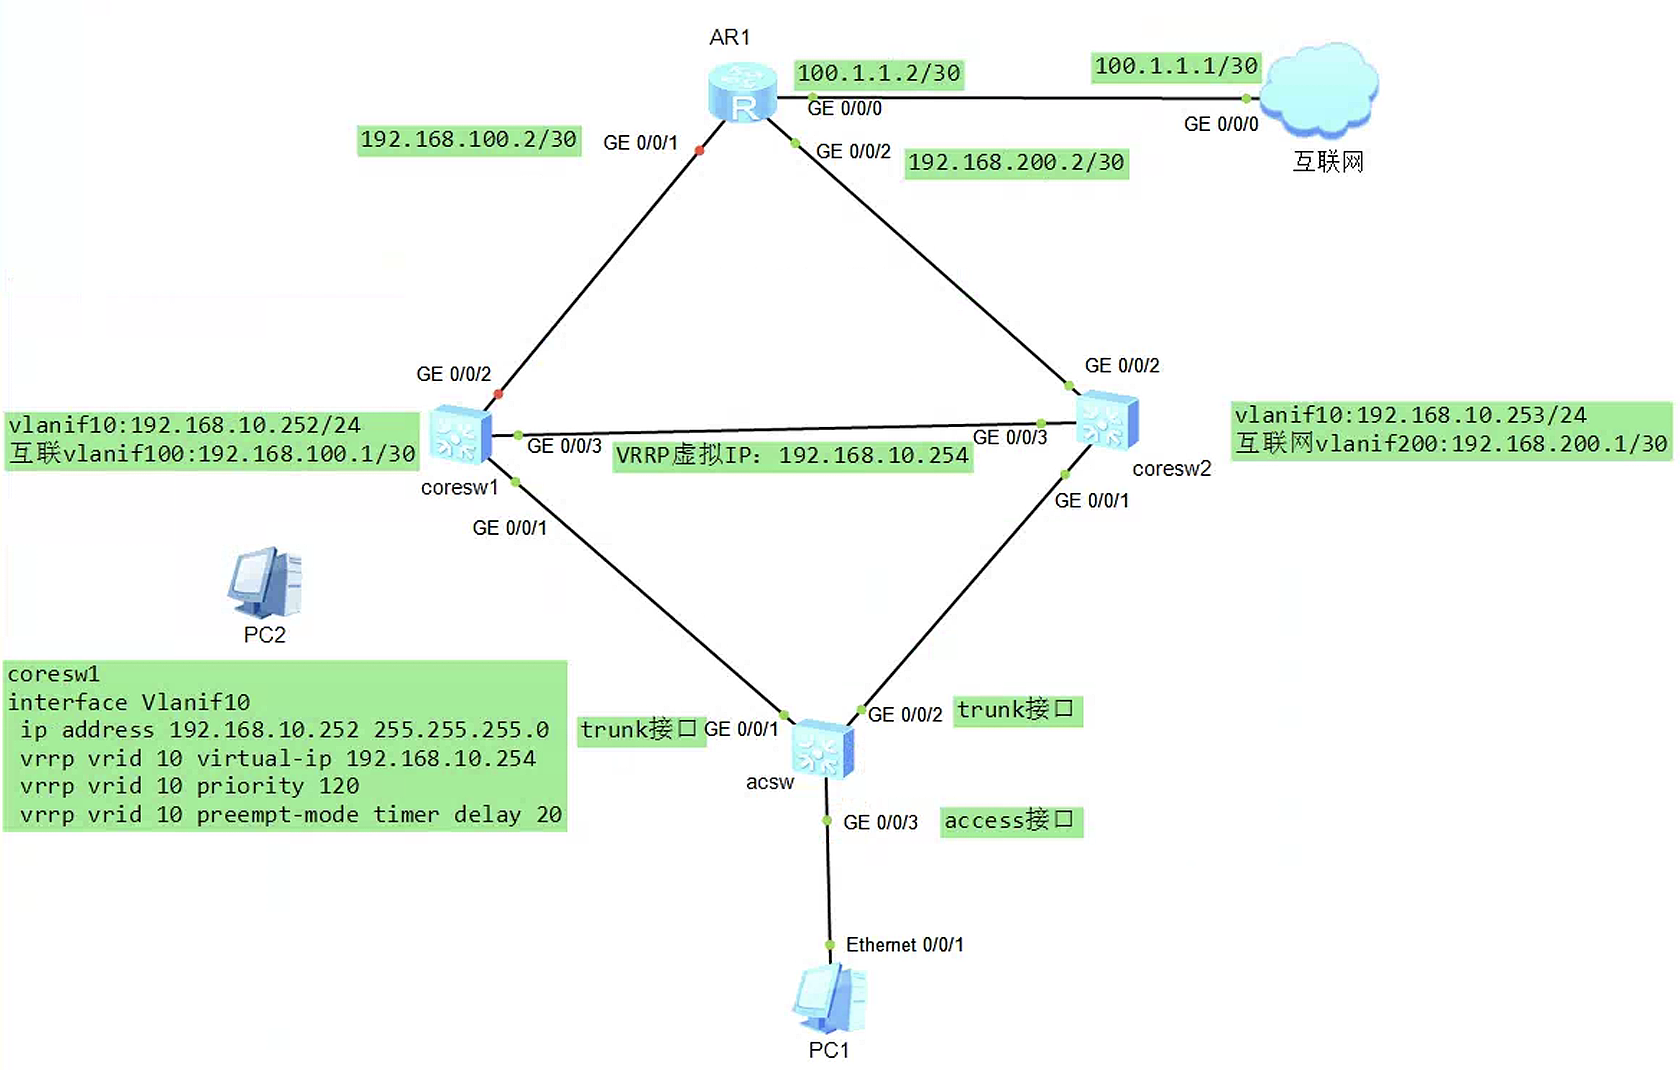 AR1
100.1.1.2/30
100.1.1.1/30
GE 0/0/0
GE 0/0/0
192.168.100.2/30
GE 0/0/1
GE 0/0/2
192.168.200.2/30
互联网
R
GE 0/0/2
GE 0/0/2
vlanif10:192.168.10.252/24
互联vlanif100:192.168.100.1/30
GE 0/0/3
VRRP虚拟IP: 192.168.10.254
GE 0/0/3
vlanif10:192.168.10.253/24
互联网vlanif200:192.168.200.1/30
coresw1
coresw2
GE 0/0/1
GE 0/0/1
PC2
coresw1
interface Vlanif10
ip address 192.168.10.252 255.255.255.0
vrrp vrid 10 virtual-ip 192.168.10.254
vrrp vrid 10 priority 120
vrrp vrid 10 preempt-mode timer delay 20
trunk接口
GE 0/0/1
GE 0/0/2
trunk接口
acsw
GE 0/0/3
access接口
Ethernet 0/0/1
PC1